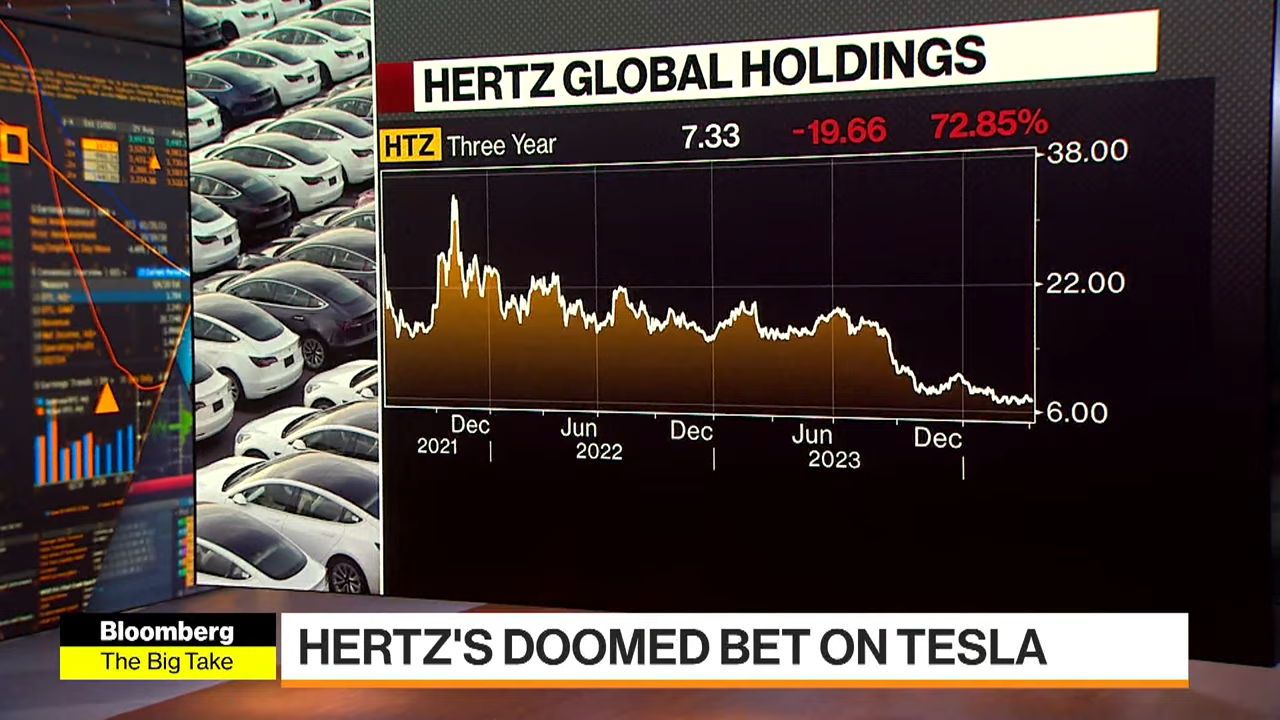 HERTZ GLOBAL HOLDINGS
HTZ Three Year 7.33 -19.66 72.85%
38.00
22.00
6.00
Dec Jun Dec Jun Dec
2021 2022 2023
Bloomberg
The Big Take
HERTZ'S DOOMED BET ON TESLA